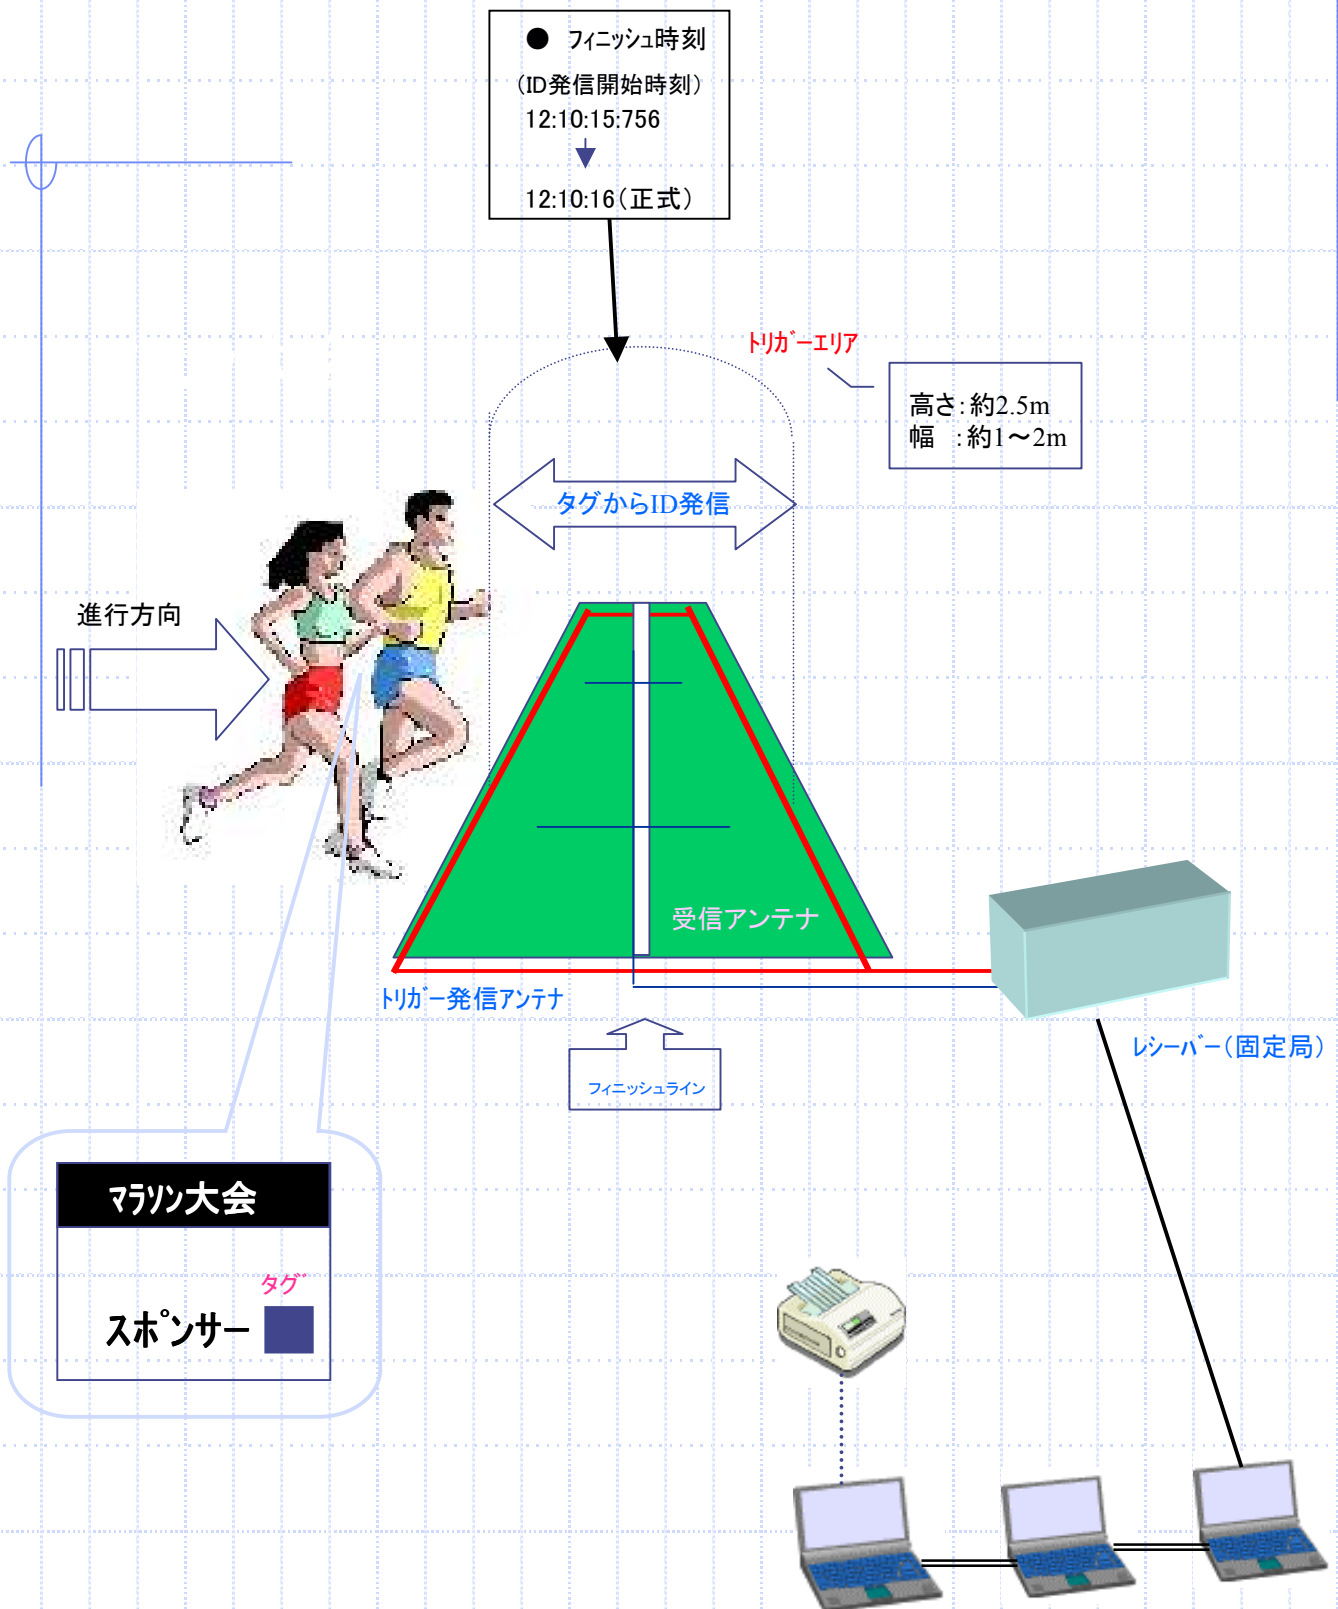 ● ﾌｨﾆｯｼｭ時刻
（ID発信開始時刻）
12:10:15:756
12:10:16（正式）
ﾄﾘｶﾞｰエリア
高さ：約2.5m
幅　：約1～2m
タグからID発信
進行方向
受信アンテナ
ﾄﾘｶﾞｰ発信ｱﾝﾃﾅ
ﾚｼｰﾊﾞｰ（固定局）
フィニッシュライン
ﾏﾗｿﾝ大会
タグﾞ
スポンサー